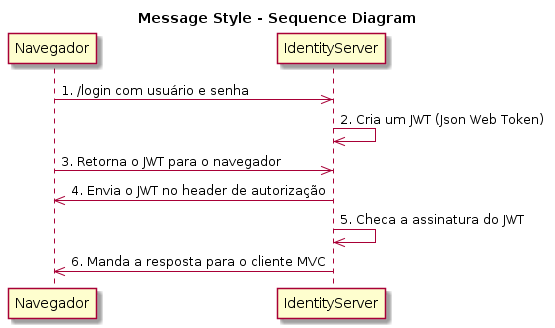 Message Style - Sequence Diagram
Navegador
IdentityServer
1. /login com usuário e senha
2. Cria um JWT (Json Web Token)
3. Retorna o JWT para o navegador
4. Envia o JWT no header de autorização
5. Checa a assinatura do JWT
6. Manda a resposta para o cliente MVC
Navegador
IdentityServer